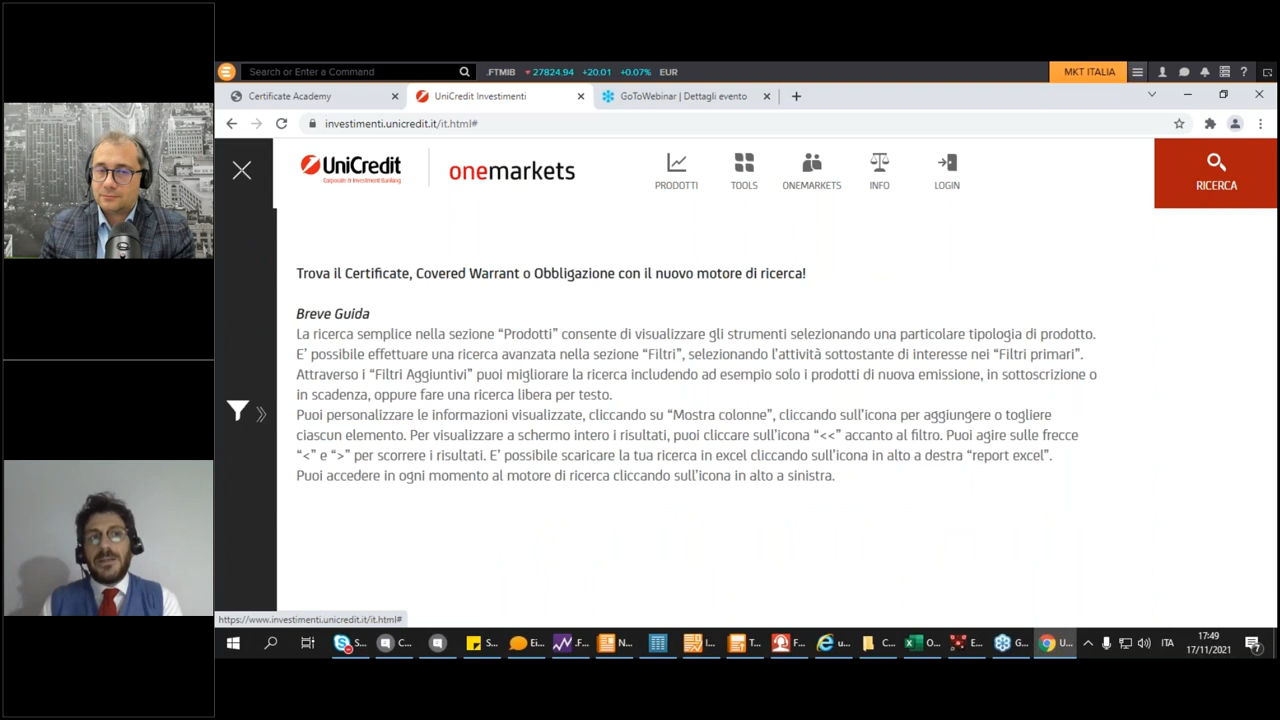 Search or Enter a Command
.FTMIB
27824.94
+20.01
+0.07%
EUR
MKT ITALIA
?
Certificate Academy
UniCredit Investimenti
GoToWebinar | Dettagli evento
investimenti.unicredit.it/it.html#
UniCredit
Corporate & Investment Banking
onemarkets
PRODOTTI
TOOLS
ONEMARKETS
INFO
LOGIN
RICERCA
Trova il Certificate, Covered Warrant o Obbligazione con il nuovo motore di ricerca!
Breve Guida
La ricerca semplice nella sezione “Prodotti” consente di visualizzare gli strumenti selezionando una particolare tipologia di prodotto.
E’ possibile effettuare una ricerca avanzata nella sezione “Filtri”, selezionando l’attività sottostante di interesse nei “Filtri primari”.
Attraverso i “Filtri Aggiuntivi” puoi migliorare la ricerca includendo ad esempio solo i prodotti di nuova emissione, in sottoscrizione o
in scadenza, oppure fare una ricerca libera per testo.
Puoi personalizzare le informazioni visualizzate, cliccando su “Mostra colonne”, cliccando sull’icona per aggiungere o togliere
ciascun elemento. Per visualizzare a schermo intero i risultati, puoi cliccare sull’icona “<<” accanto al filtro. Puoi agire sulle frecce
“<” e “>” per scorrere i risultati. E’ possibile scaricare la tua ricerca in excel cliccando sull’icona in alto a destra “report excel”.
Puoi accedere in ogni momento al motore di ricerca cliccando sull’icona in alto a sinistra.
https://www.investimenti.unicredit.it/it.html#
S...
C...
S...
Ei...
.F...
N...
I...
T...
F...
u...
C...
O...
E...
G...
U...
ITA
17:49
17/11/2021
7